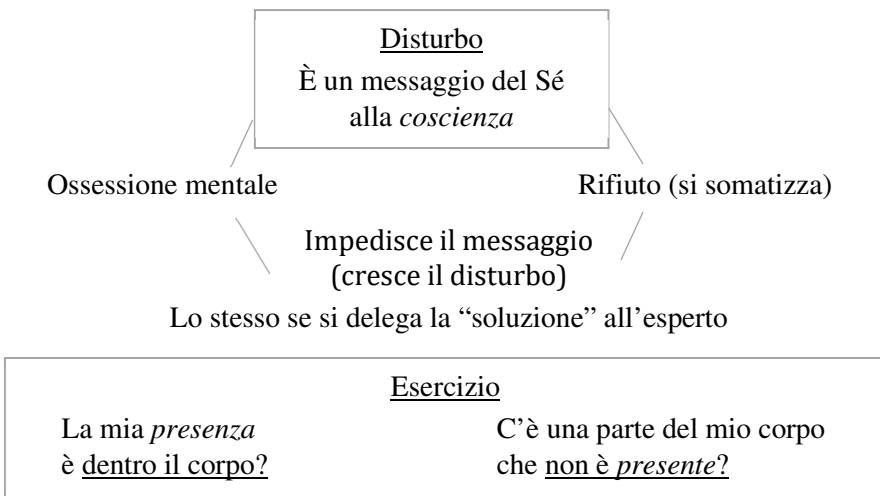 Disturbo
È un messaggio del Sé
alla coscienza
Ossessione mentale
Rifiuto (si somatizza)
Impedisce il messaggio
(cresce il disturbo)
Lo stesso se si delega la “soluzione” all’esperto
Esercizio
La mia presenza
è dentro il corpo?
C’è una parte del mio corpo
che non è presente?